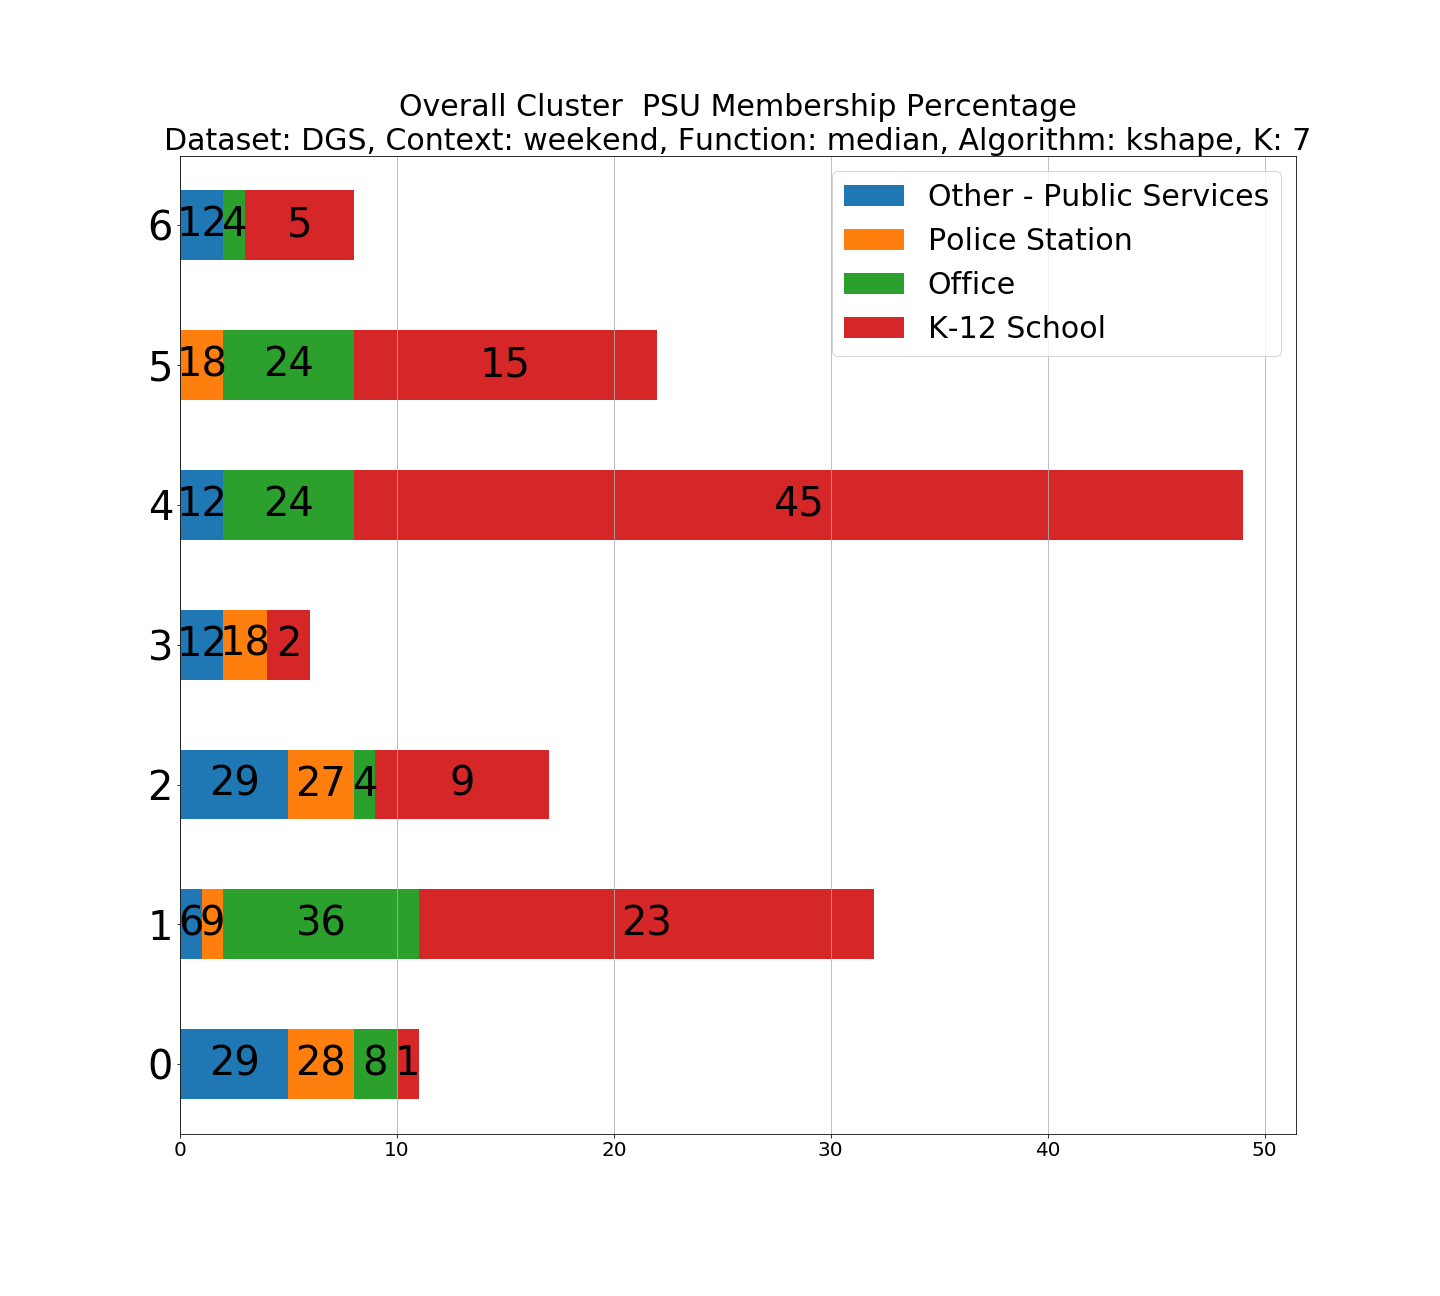 Overall Cluster  PSU Membership Percentage
Dataset: DGS, Context: weekend, Function: median, Algorithm: kshape, K: 7
Other - Public Services
Police Station
Office
K-12 School
6 12 4 5
5 18 24 15
4 12 24 45
3 12 18 2
2 29 27 4 9
1 6 9 36 23
0 29 28 8 1
0 10 20 30 40 50